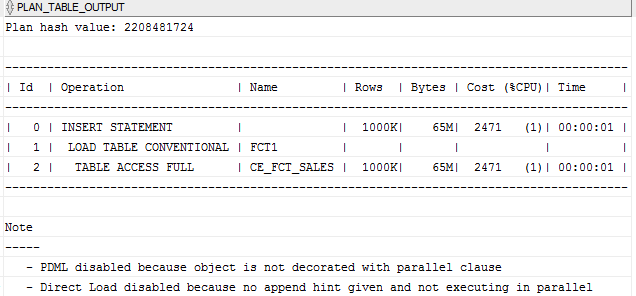 PLAN_TABLE_OUTPUT
Plan hash value: 2208481724
---------------------------------------------------------------------------------------
| Id  | Operation                | Name         | Rows  | Bytes | Cost (%CPU)| Time     |
---------------------------------------------------------------------------------------
|   0 | INSERT STATEMENT         |              |  1000K|    65M|  2471   (1)| 00:00:01 |
|   1 |  LOAD TABLE CONVENTIONAL | FCT1         |       |       |            |          |
|   2 |   TABLE ACCESS FULL      | CE_FCT_SALES |  1000K|    65M|  2471   (1)| 00:00:01 |
---------------------------------------------------------------------------------------
Note
-----
   - PDML disabled because object is not decorated with parallel clause
   - Direct Load disabled because no append hint given and not executing in parallel